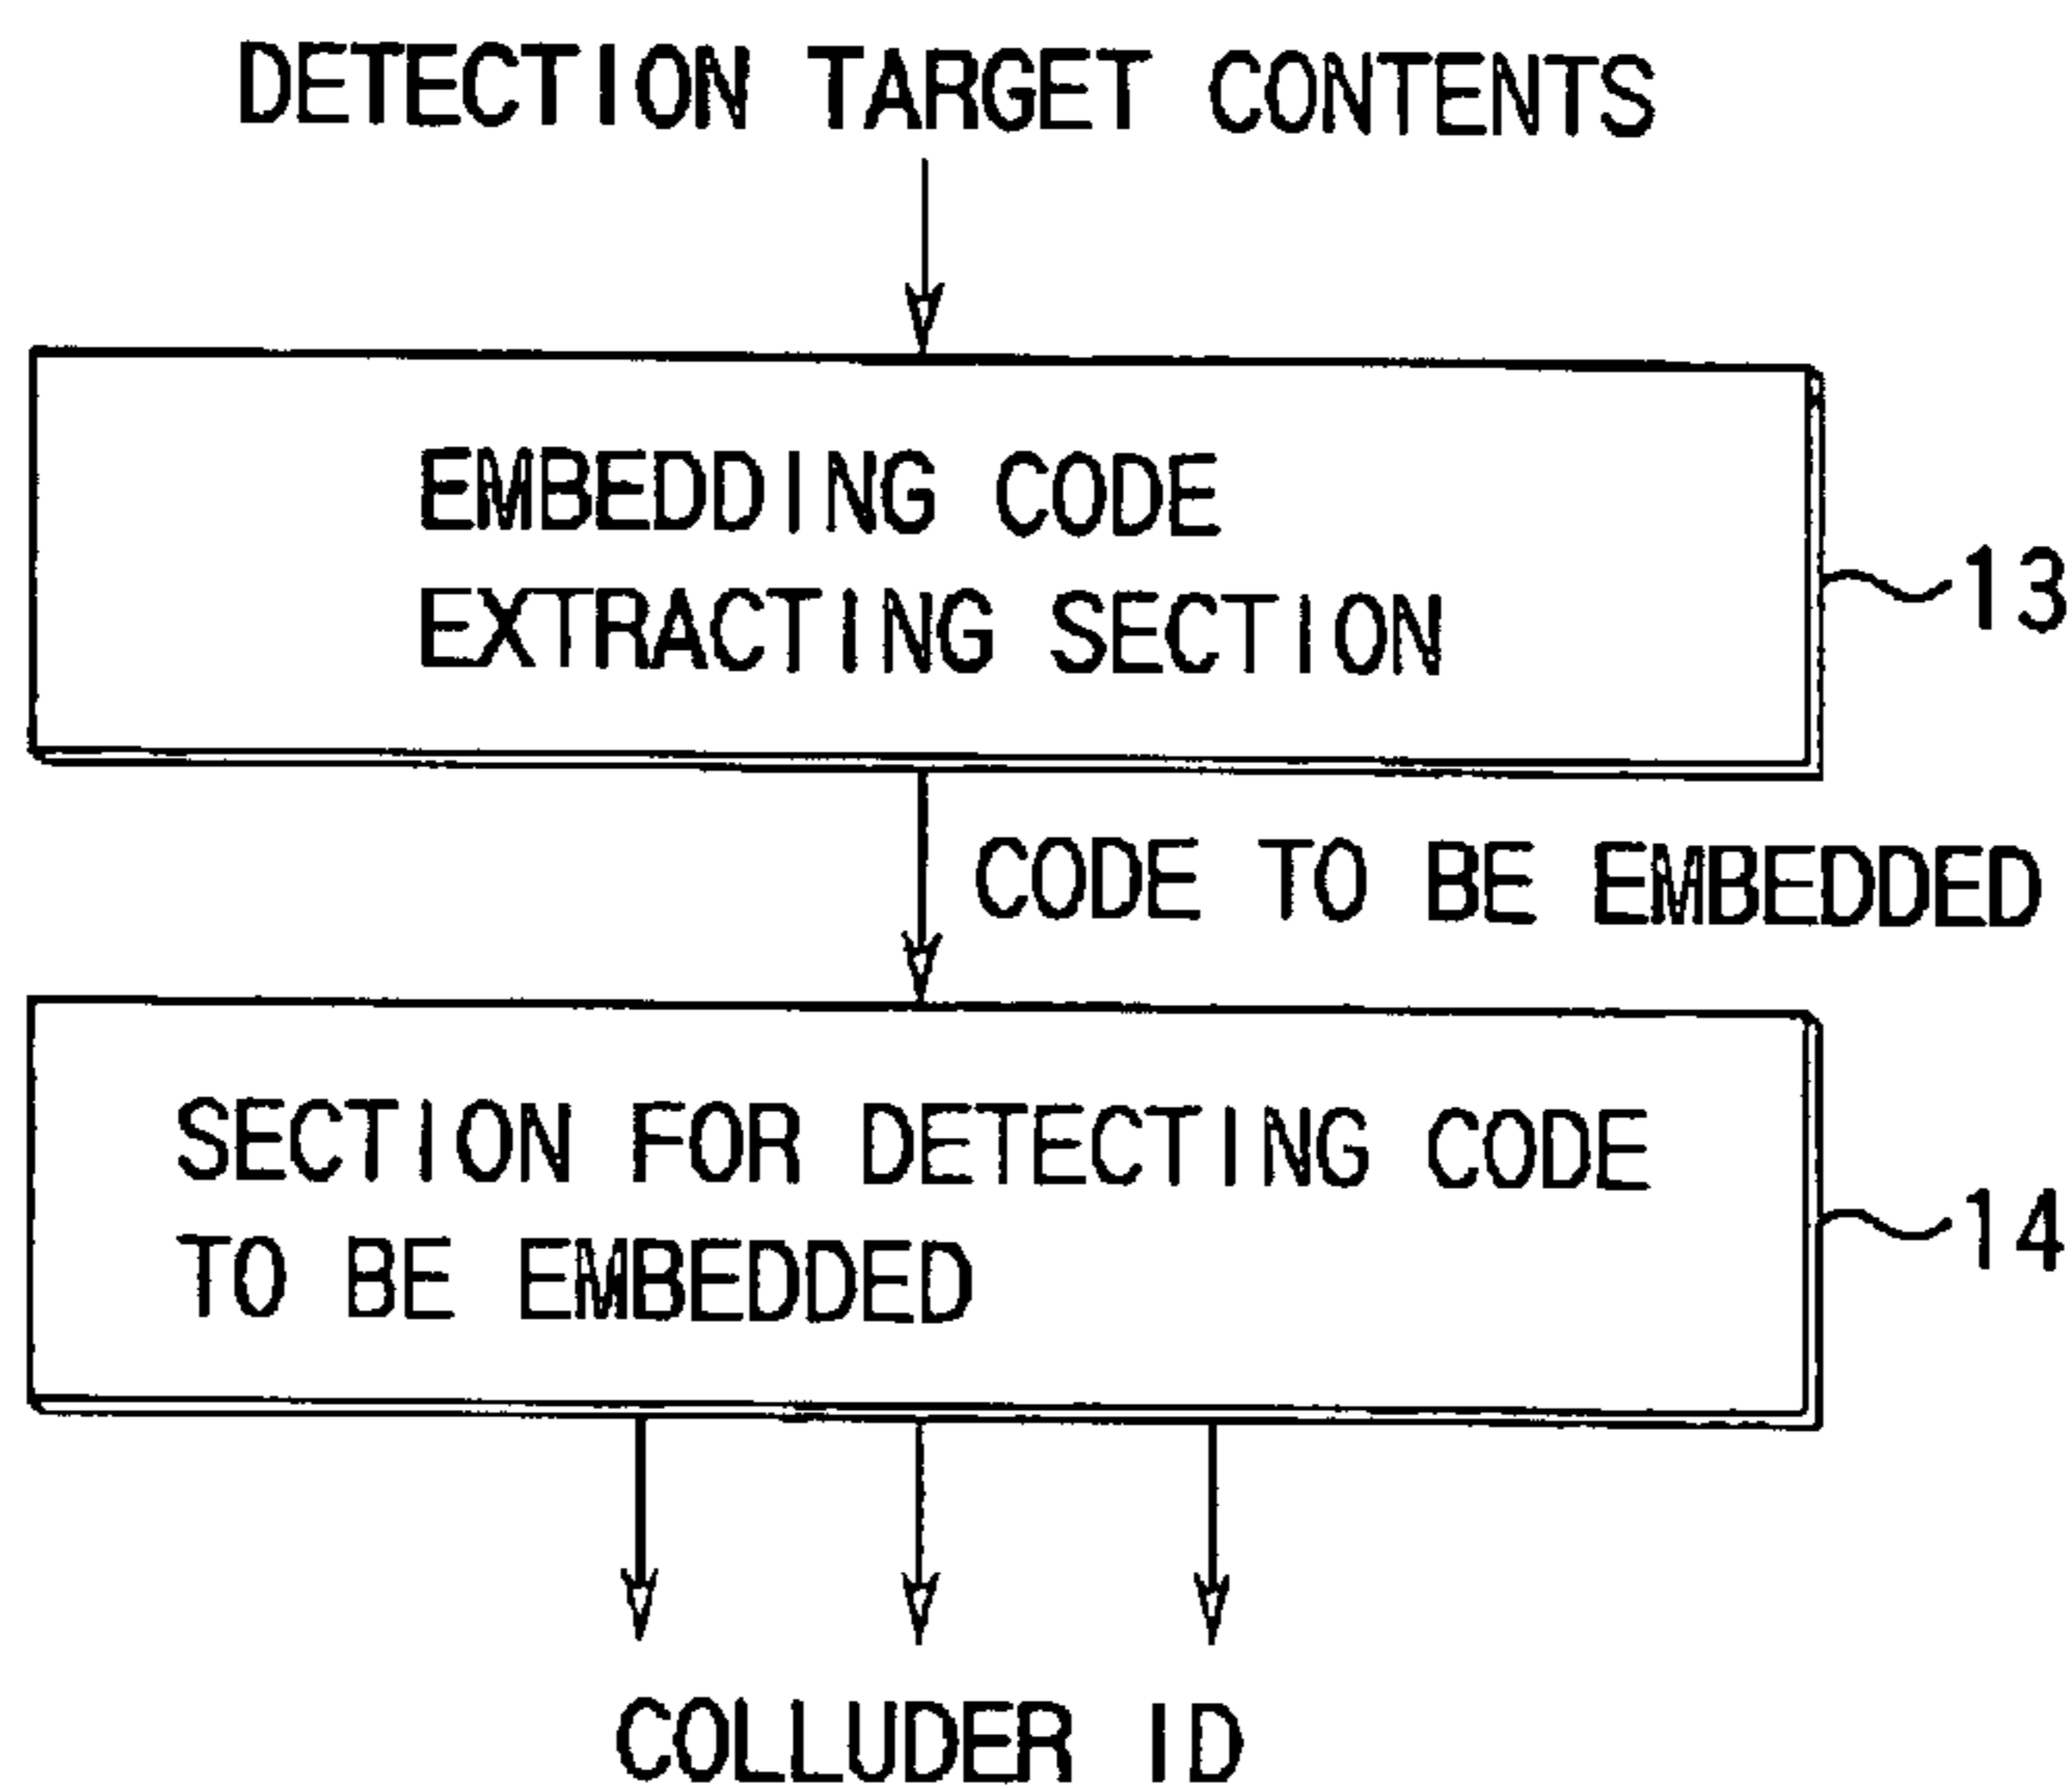 DETECTION TARGET CONTENTS
EMBEDDING CODE
EXTRACTING SECTION
13
CODE TO BE EMBEDDED
SECTION FOR DETECTING CODE
TO BE EMBEDDED
14
COLLUDER ID